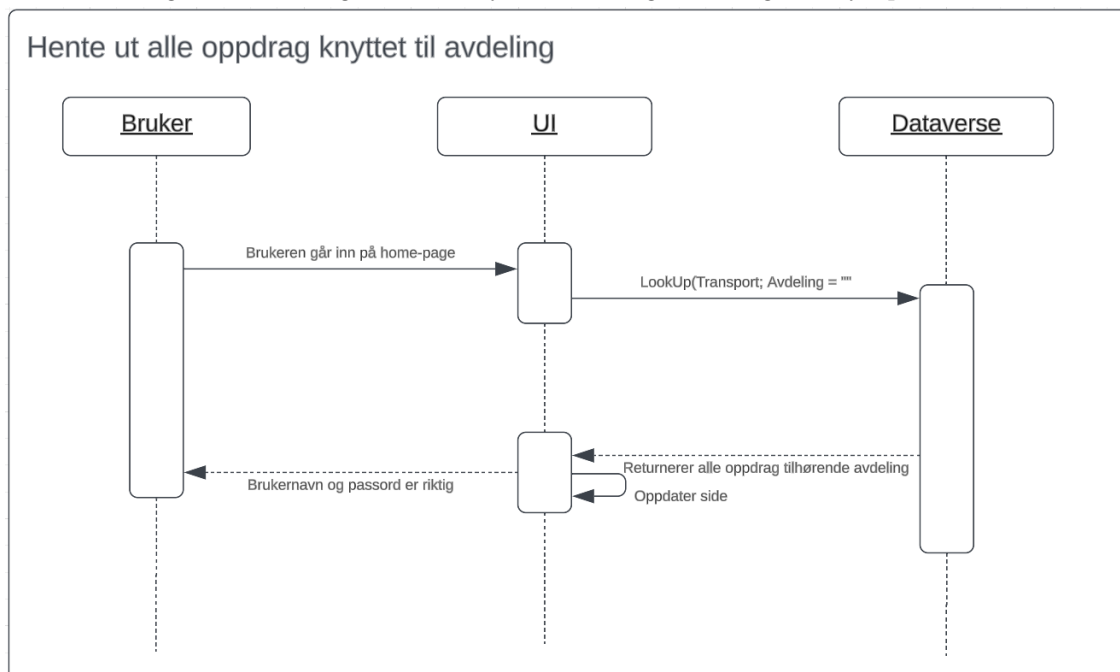 Hente ut alle oppdrag knyttet til avdeling
Bruker
UI
Dataverse
Brukeren går inn på home-page
LookUp(Transport; Avdeling = ""
Returnerer alle oppdrag tilhørende avdeling
Brukernavn og passord er riktig
Oppdater side